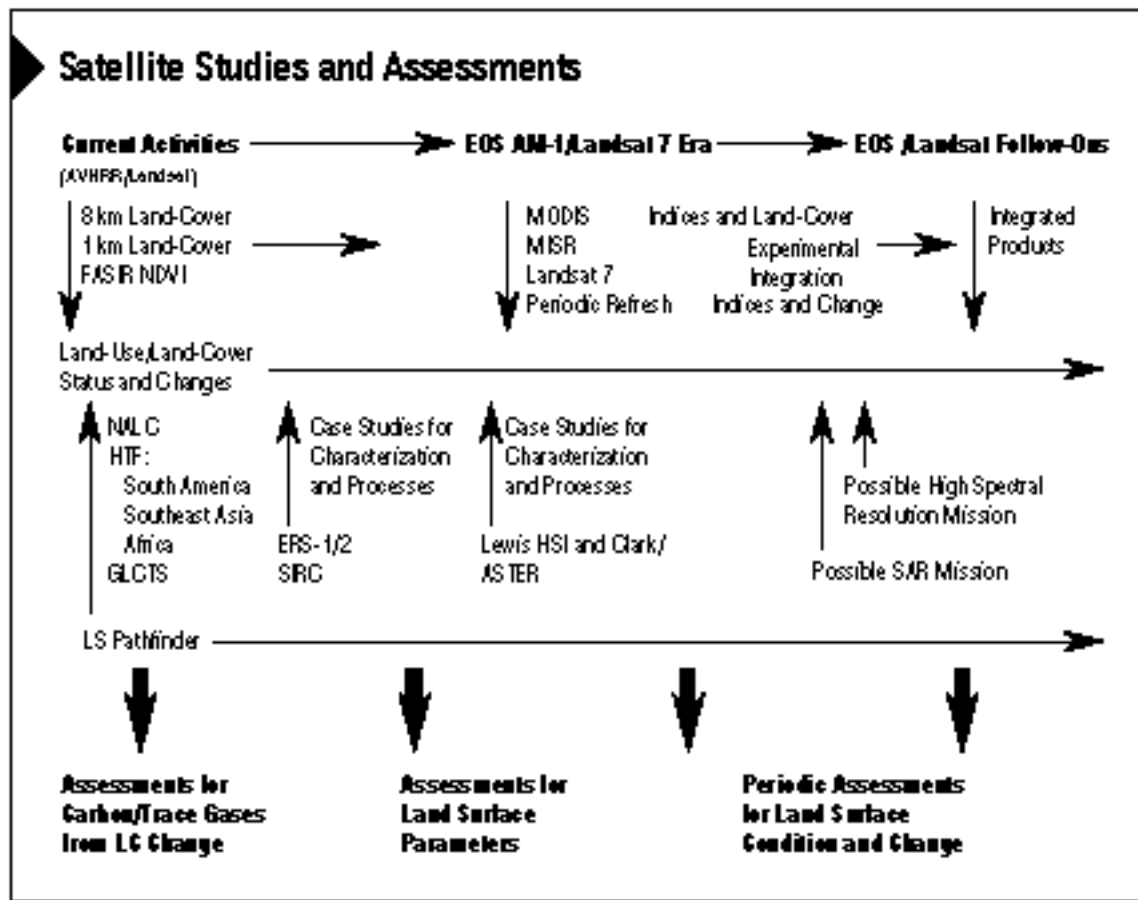 Satellite Studies and Assessments
Current Activities
EOS AM-1/Landsat 7 Era
EOS /Landsat Follow-Ons
(AVHRR/Landsat)
8 km Land-Cover
1 km Land-Cover
FASIR NDVI
MODIS
MISR
Landsat 7
Periodic Refresh
Indices and Land-Cover
Experimental
Integration
Indices and Change
Integrated
Products
Land-Use/Land-Cover
Status and Changes
NALC
HTF:
South America
Southeast Asia
Africa
GLCTS
Case Studies for
Characterization
and Processes
ERS-1/2
SIRC
Case Studies for
Characterization
and Processes
Lewis HSI and Clark/
ASTER
Possible High Spectral
Resolution Mission
Possible SAR Mission
LS Pathfinder
Assessments for
Carbon/Trace Gases
from LC Change
Assessments for
Land Surface
Parameters
Periodic Assessments
for Land Surface
Condition and Change